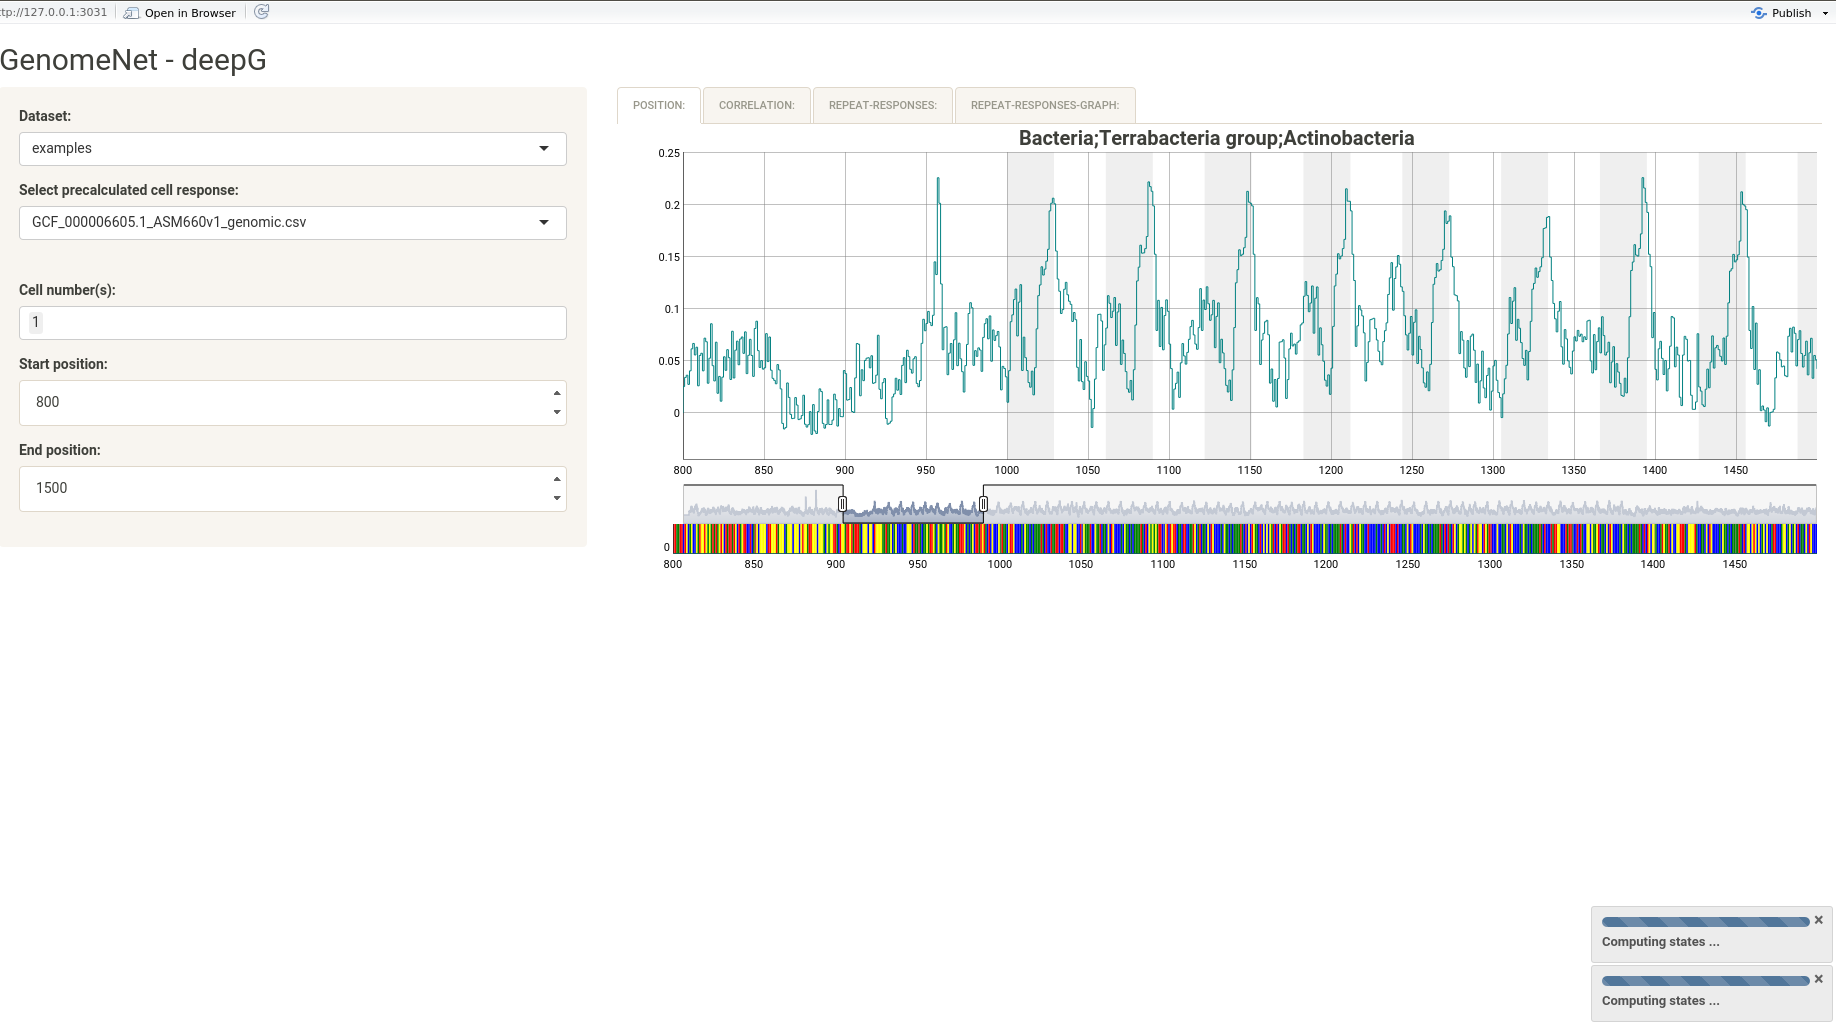 tp://127.0.0.1:3031 Open in Browser Publish
GenomeNet - deepG
Dataset:
examples
Select precalculated cell response:
GCF_000006605.1_ASM660v1_genomic.csv
Cell number(s):
1
Start position:
800
End position:
1500
POSITION: CORRELATION: REPEAT-RESPONSES: REPEAT-RESPONSES-GRAPH:
Bacteria;Terrabacteria group;Actinobacteria
0.25
0.2
0.15
0.1
0.05
0
800 850 900 950 1000 1050 1100 1150 1200 1250 1300 1350 1400 1450
0
800 850 900 950 1000 1050 1100 1150 1200 1250 1300 1350 1400 1450
Computing states ...
Computing states ...